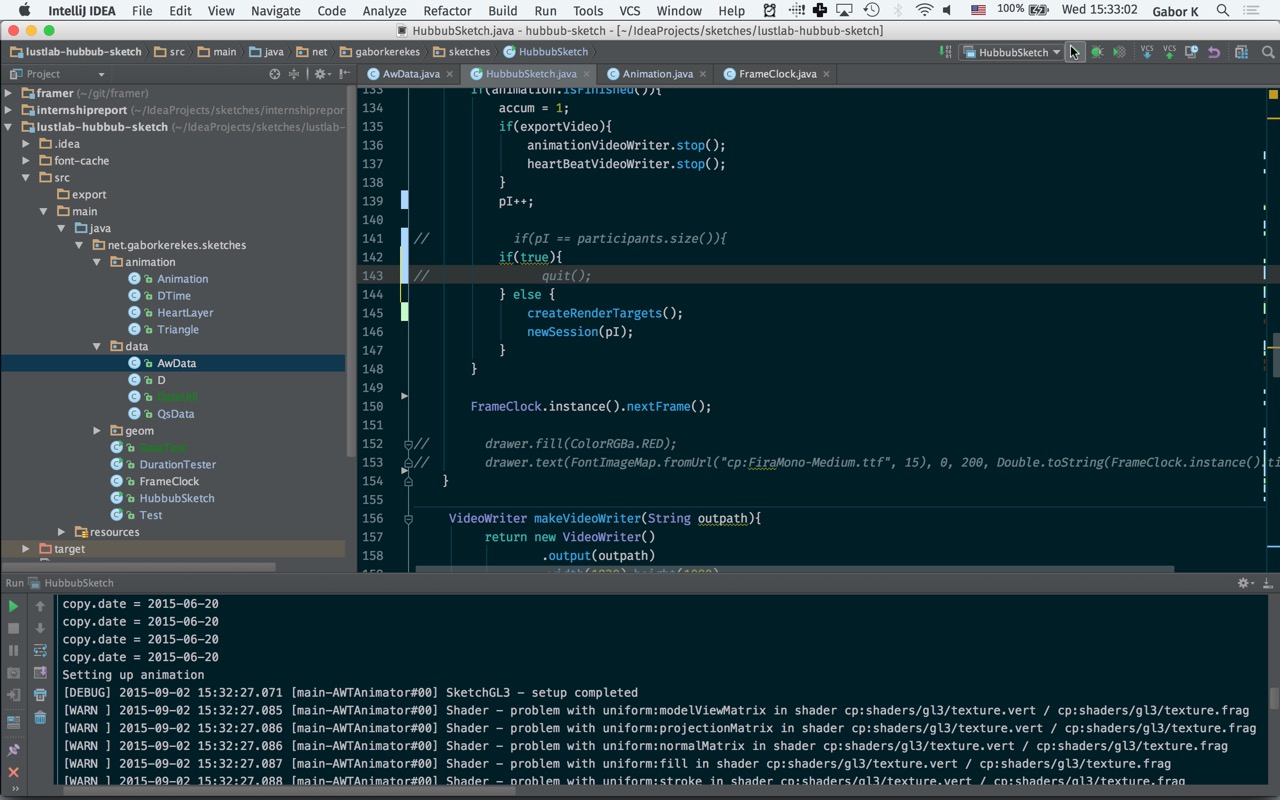 IntelliJ IDEA File Edit View Navigate Code Analyze Refactor Build Run Tools VCS Window Help 100% Wed 15:33:02 Gabor K
HubbubSketch.java - hubbub-sketch - [~/IdeaProjects/sketches/lustlab-hubbub-sketch]
lustlab-hubbub-sketch src main java net gaborkerekes sketches HubbubSketch HubbubSketch VCS VCS
Project AwData.java HubbubSketch.java Animation.java FrameClock.java
framer (~/git/framer)
internshipreport (~/IdeaProjects/sketches/internshiprepor
lustlab-hubbub-sketch (~/IdeaProjects/sketches/lustlab-
.idea
font-cache
src
export
main
java
net.gaborkerekes.sketches
animation
Animation
DTime
HeartLayer
Triangle
data
AwData
D
QsData
geom
DurationTester
FrameClock
HubbubSketch
Test
resources
target
133 if(animation.isFinished()){
134 accum = 1;
135 if(exportVideo){
136 animationVideoWriter.stop();
137 heartBeatVideoWriter.stop();
138 }
139 pI++;
140
141 // if(pI == participants.size()){
142 if(true){
143 // quit();
144 } else {
145 createRenderTargets();
146 newSession(pI);
147 }
148 }
149
150 FrameClock.instance().nextFrame();
151
152 // drawer.fill(ColorRGBa.RED);
153 // drawer.text(FontImageMap.fromUrl("cp:FiraMono-Medium.ttf", 15), 0, 200, Double.toString(FrameClock.instance().ti
154 }
155
156 VideoWriter makeVideoWriter(String outpath){
157 return new VideoWriter()
158 .output(outpath)
.width(1920).height(1080)
Run HubbubSketch
copy.date = 2015-06-20
copy.date = 2015-06-20
copy.date = 2015-06-20
copy.date = 2015-06-20
Setting up animation
[DEBUG] 2015-09-02 15:32:27.071 [main-AWTAnimator#00] SketchGL3 - setup completed
[WARN ] 2015-09-02 15:32:27.085 [main-AWTAnimator#00] Shader - problem with uniform:modelViewMatrix in shader cp:shaders/gl3/texture.vert / cp:shaders/gl3/texture.frag
[WARN ] 2015-09-02 15:32:27.086 [main-AWTAnimator#00] Shader - problem with uniform:projectionMatrix in shader cp:shaders/gl3/texture.vert / cp:shaders/gl3/texture.frag
[WARN ] 2015-09-02 15:32:27.086 [main-AWTAnimator#00] Shader - problem with uniform:normalMatrix in shader cp:shaders/gl3/texture.vert / cp:shaders/gl3/texture.frag
[WARN ] 2015-09-02 15:32:27.087 [main-AWTAnimator#00] Shader - problem with uniform:fill in shader cp:shaders/gl3/texture.vert / cp:shaders/gl3/texture.frag
[WARN ] 2015-09-02 15:32:27.088 [main-AWTAnimator#00] Shader - problem with uniform:stroke in shader cp:shaders/gl3/texture.vert / cp:shaders/gl3/texture.frag